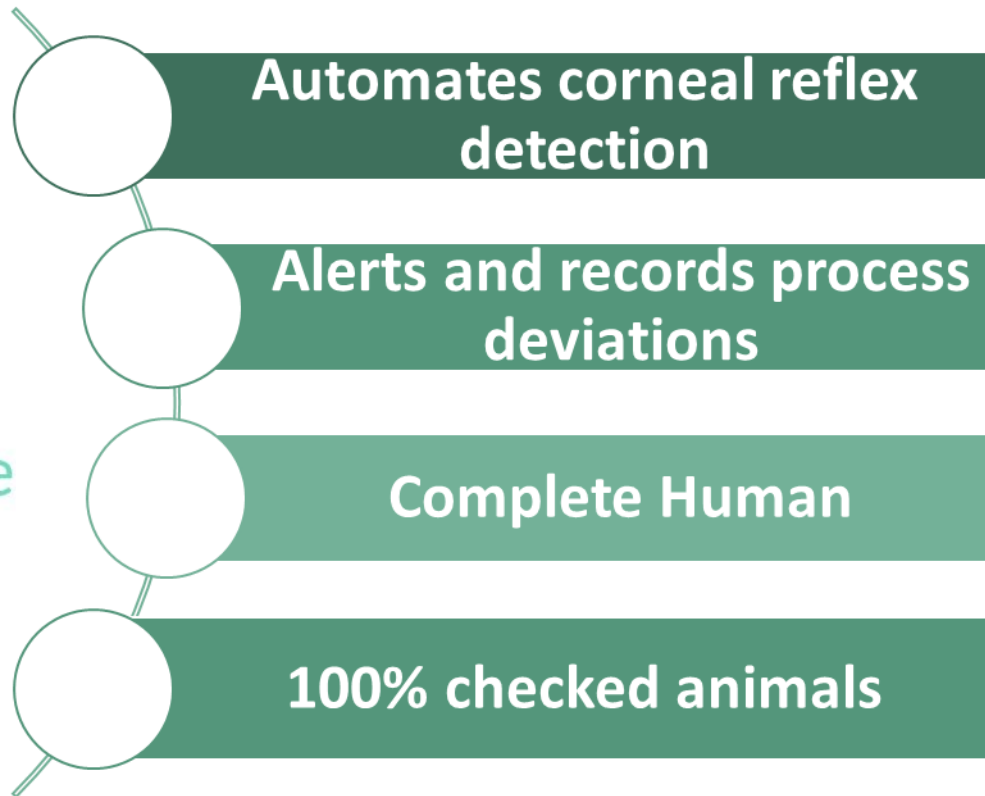 Automates corneal reflex
detection
Alerts and records process
deviations
e
Complete Human
100% checked animals